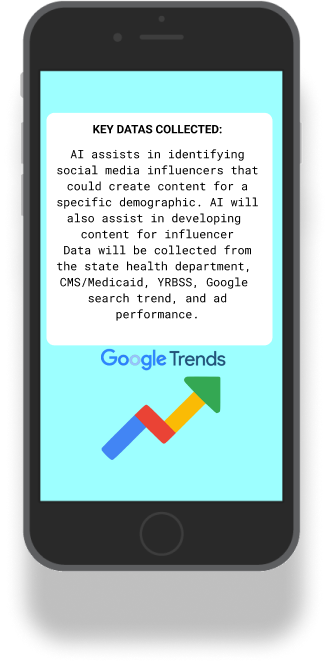 KEY DATAS COLLECTED:
AI assists in identifying
social media influencers that
could create content for a
specific demographic. AI will
also assist in developing
content for influencer
Data will be collected from
the state health department,
CMS/Medicaid, YRBSS, Google
search trend, and ad
performance.
Google Trends